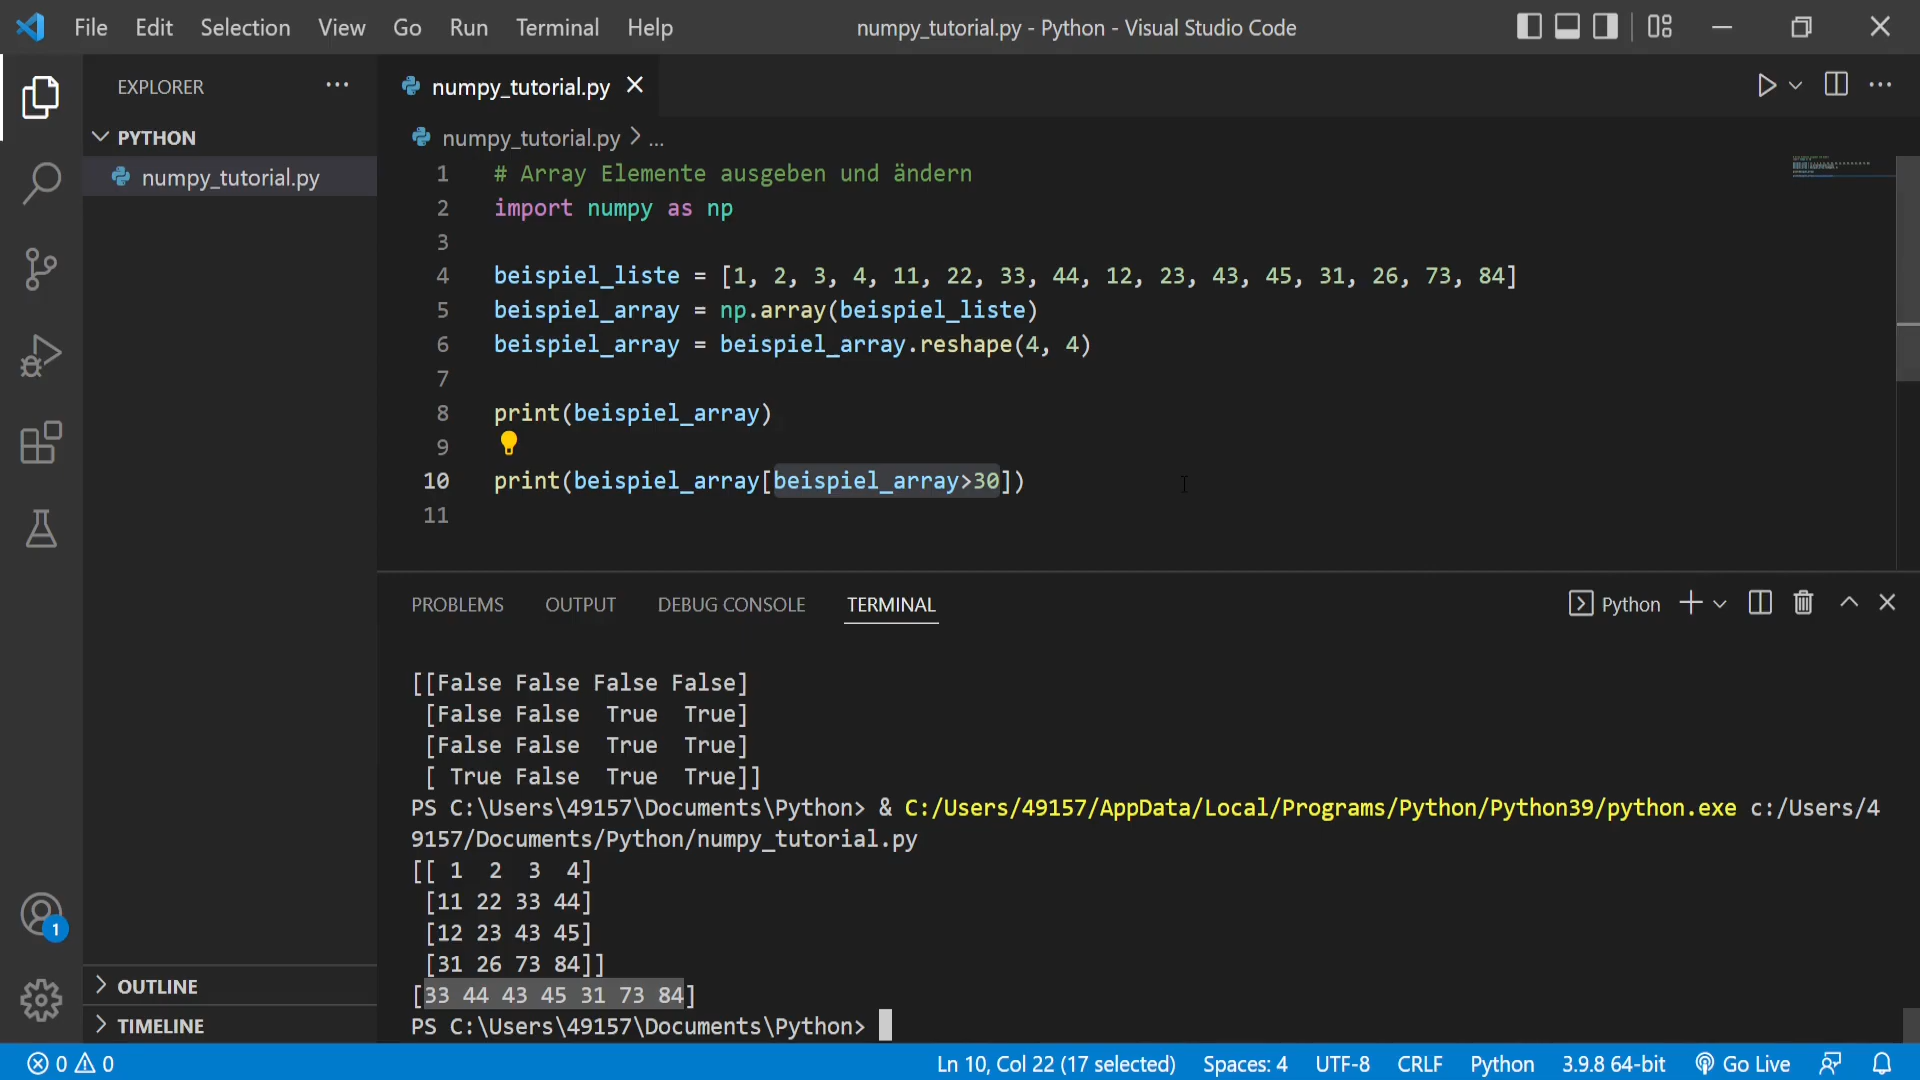 File Edit Selection View Go Run Terminal Help
numpy_tutorial.py - Python - Visual Studio Code
EXPLORER
PYTHON
numpy_tutorial.py
OUTLINE
TIMELINE
1
numpy_tutorial.py
numpy_tutorial.py > ...
1 # Array Elemente ausgeben und ändern
2 import numpy as np
3
4 beispiel_liste = [1, 2, 3, 4, 11, 22, 33, 44, 12, 23, 43, 45, 31, 26, 73, 84]
5 beispiel_array = np.array(beispiel_liste)
6 beispiel_array = beispiel_array.reshape(4, 4)
7
8 print(beispiel_array)
9
10 print(beispiel_array[beispiel_array>30])
11
PROBLEMS OUTPUT DEBUG CONSOLE TERMINAL
Python
[[False False False False]
[False False  True  True]
[False False  True  True]
[ True False  True  True]]
PS C:\Users\49157\Documents\Python> & C:/Users/49157/AppData/Local/Programs/Python/Python39/python.exe c:/Users/4
9157/Documents/Python/numpy_tutorial.py
[[ 1  2  3  4]
[11 22 33 44]
[12 23 43 45]
[31 26 73 84]]
[33 44 43 45 31 73 84]
PS C:\Users\49157\Documents\Python>
0 0
Ln 10, Col 22 (17 selected) Spaces: 4 UTF-8 CRLF Python 3.9.8 64-bit Go Live